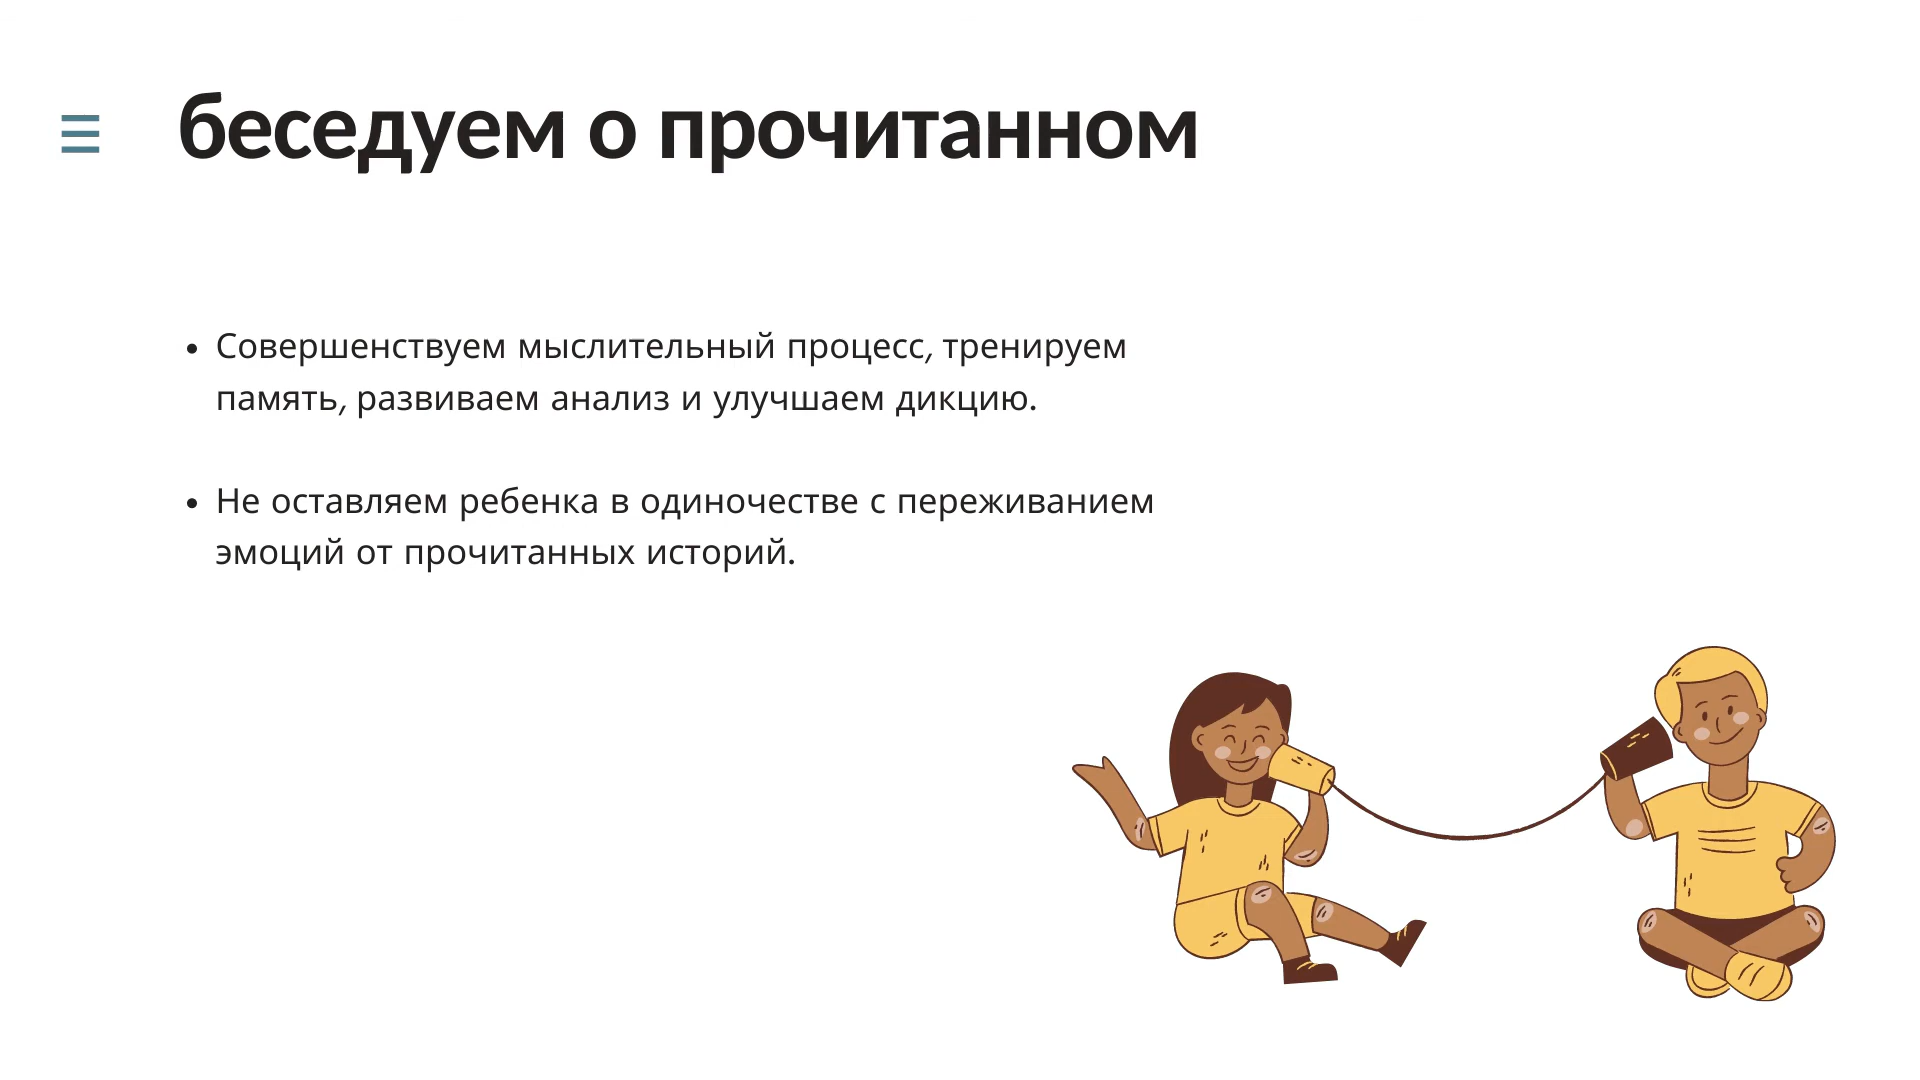 беседуем о прочитанном
• Совершенствуем мыслительный процесс, тренируем
память, развиваем анализ и улучшаем дикцию.
• Не оставляем ребенка в одиночестве с переживанием
эмоций от прочитанных историй.